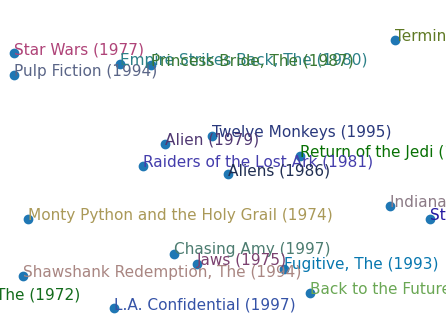 Termin
Star Wars (1977)
Empire Strikes Back, The (1980)
Princess Bride, The (1987)
Pulp Fiction (1994)
Twelve Monkeys (1995)
Alien (1979)
Return of the Jedi (
Raiders of the Lost Ark (1981)
Aliens (1986)
Indiana
Monty Python and the Holy Grail (1974)
St
Chasing Amy (1997)
Jaws (1975)
Fugitive, The (1993)
Shawshank Redemption, The (1994)
Back to the Future
The (1972)
L.A. Confidential (1997)